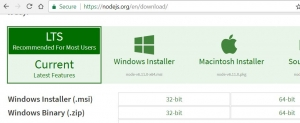 Secure
https://nodejs.org/en/download/
LTS
Recommended For Most Users
Current
Latest Features
Windows Installer
Macintosh Installer
Sou
Windows Installer (.msi)
32-bit
64-bit
Windows Binary (.zip)
32-bit
64-bit